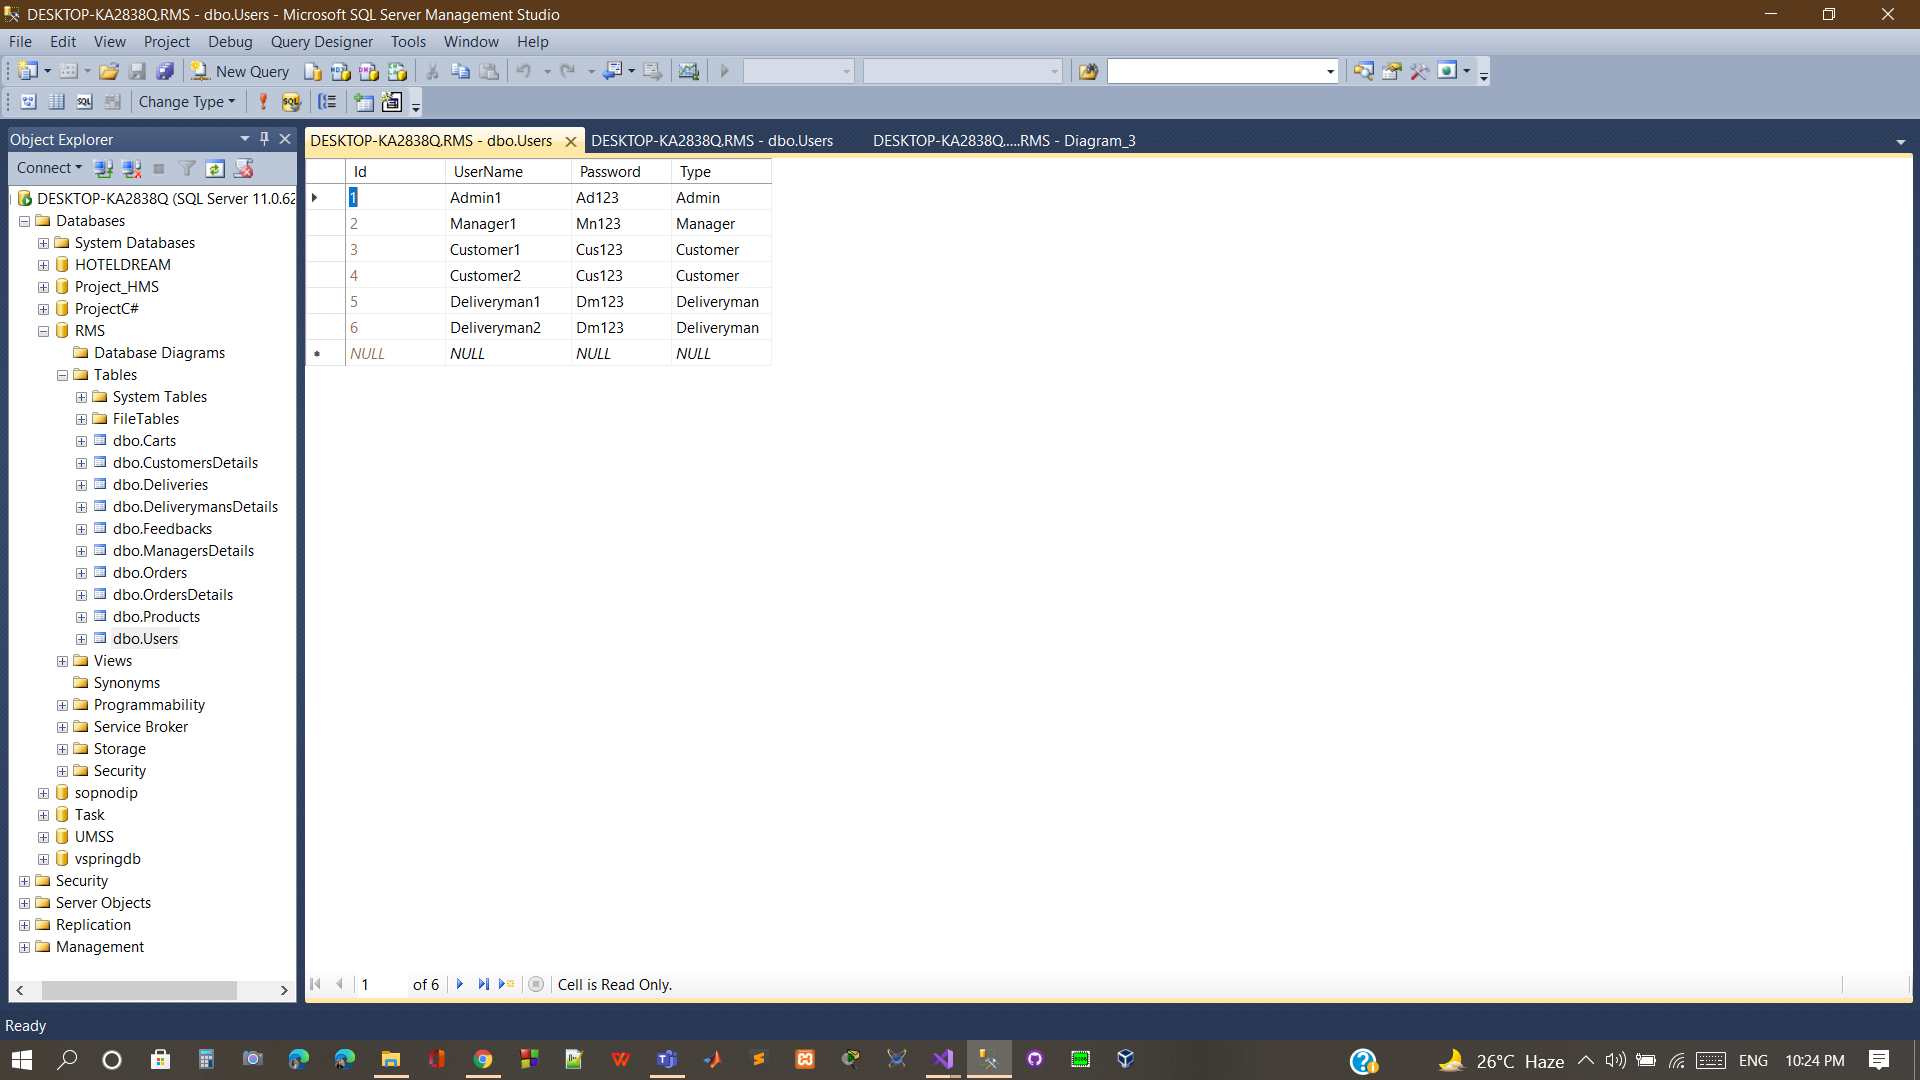 DESKTOP-KA2838Q.RMS - dbo.Users - Microsoft SQL Server Management Studio
File Edit View Project Debug Query Designer Tools Window Help
New Query
Change Type
Object Explorer
Connect
DESKTOP-KA2838Q (SQL Server 11.0.62
Databases
System Databases
HOTELDREAM
Project_HMS
ProjectC#
RMS
Database Diagrams
Tables
System Tables
FileTables
dbo.Carts
dbo.CustomersDetails
dbo.Deliveries
dbo.DeliverymansDetails
dbo.Feedbacks
dbo.ManagersDetails
dbo.Orders
dbo.OrdersDetails
dbo.Products
dbo.Users
Views
Synonyms
Programmability
Service Broker
Storage
Security
sopnodip
Task
UMSS
vspringdb
Security
Server Objects
Replication
Management
DESKTOP-KA2838Q.RMS - dbo.Users DESKTOP-KA2838Q.RMS - dbo.Users DESKTOP-KA2838Q.....RMS - Diagram_3
Id UserName Password Type
1 Admin1 Ad123 Admin
2 Manager1 Mn123 Manager
3 Customer1 Cus123 Customer
4 Customer2 Cus123 Customer
5 Deliveryman1 Dm123 Deliveryman
6 Deliveryman2 Dm123 Deliveryman
NULL NULL NULL NULL
1 of 6 Cell is Read Only.
Ready
26°C Haze ENG 10:24 PM